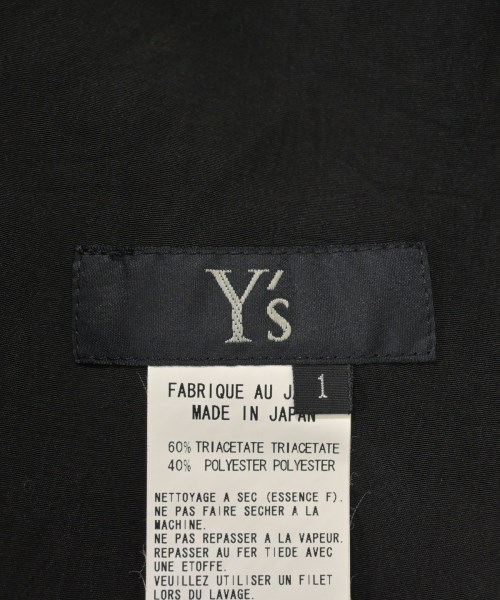 Y's
1
FABRIQUE AU
MADE IN JAPAN
60% TRIACETATE TRIACETATE
40% POLYESTER POLYESTER
NETTOYAGE A SEC (ESSENCE F).
NE PAS FAIRE SECHER A LA
MACHINE.
NE PAS REPASSER A LA VAPEUR.
REPASSER AU FER TIEDE AVEC
UNE ETOFFE.
VEUILLEZ UTILISER UN FILET
LORS DU LAVAGE.